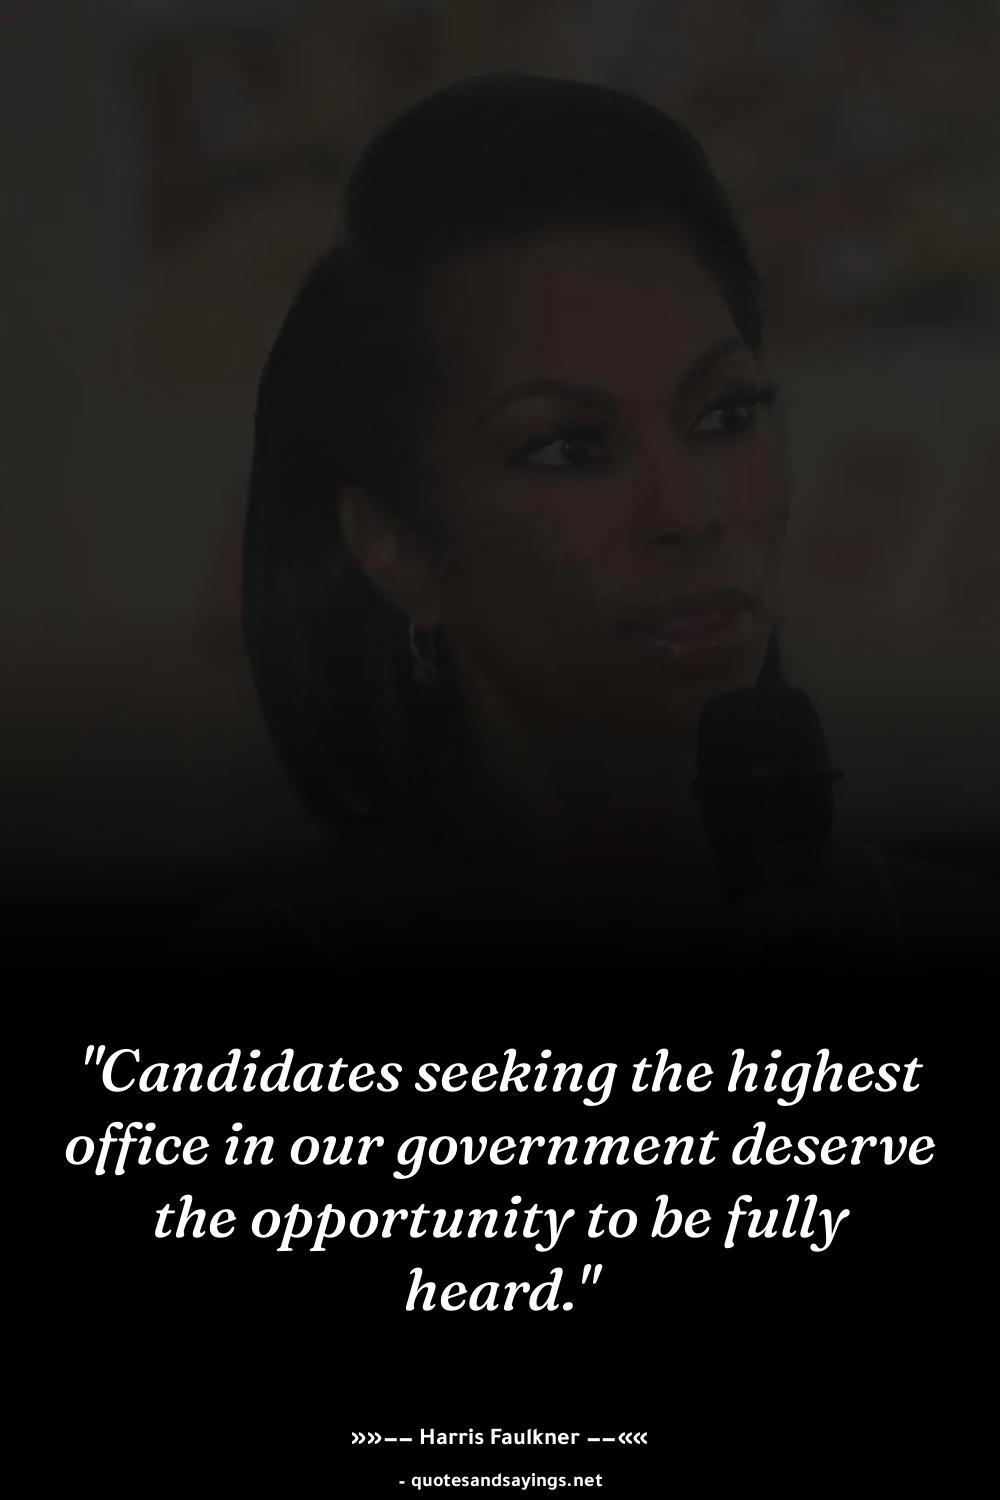 "Candidates seeking the highest
office in our government deserve
the opportunity to be fully
heard."
»»−− Harris Faulkner −−««
- quotesandsayings.net